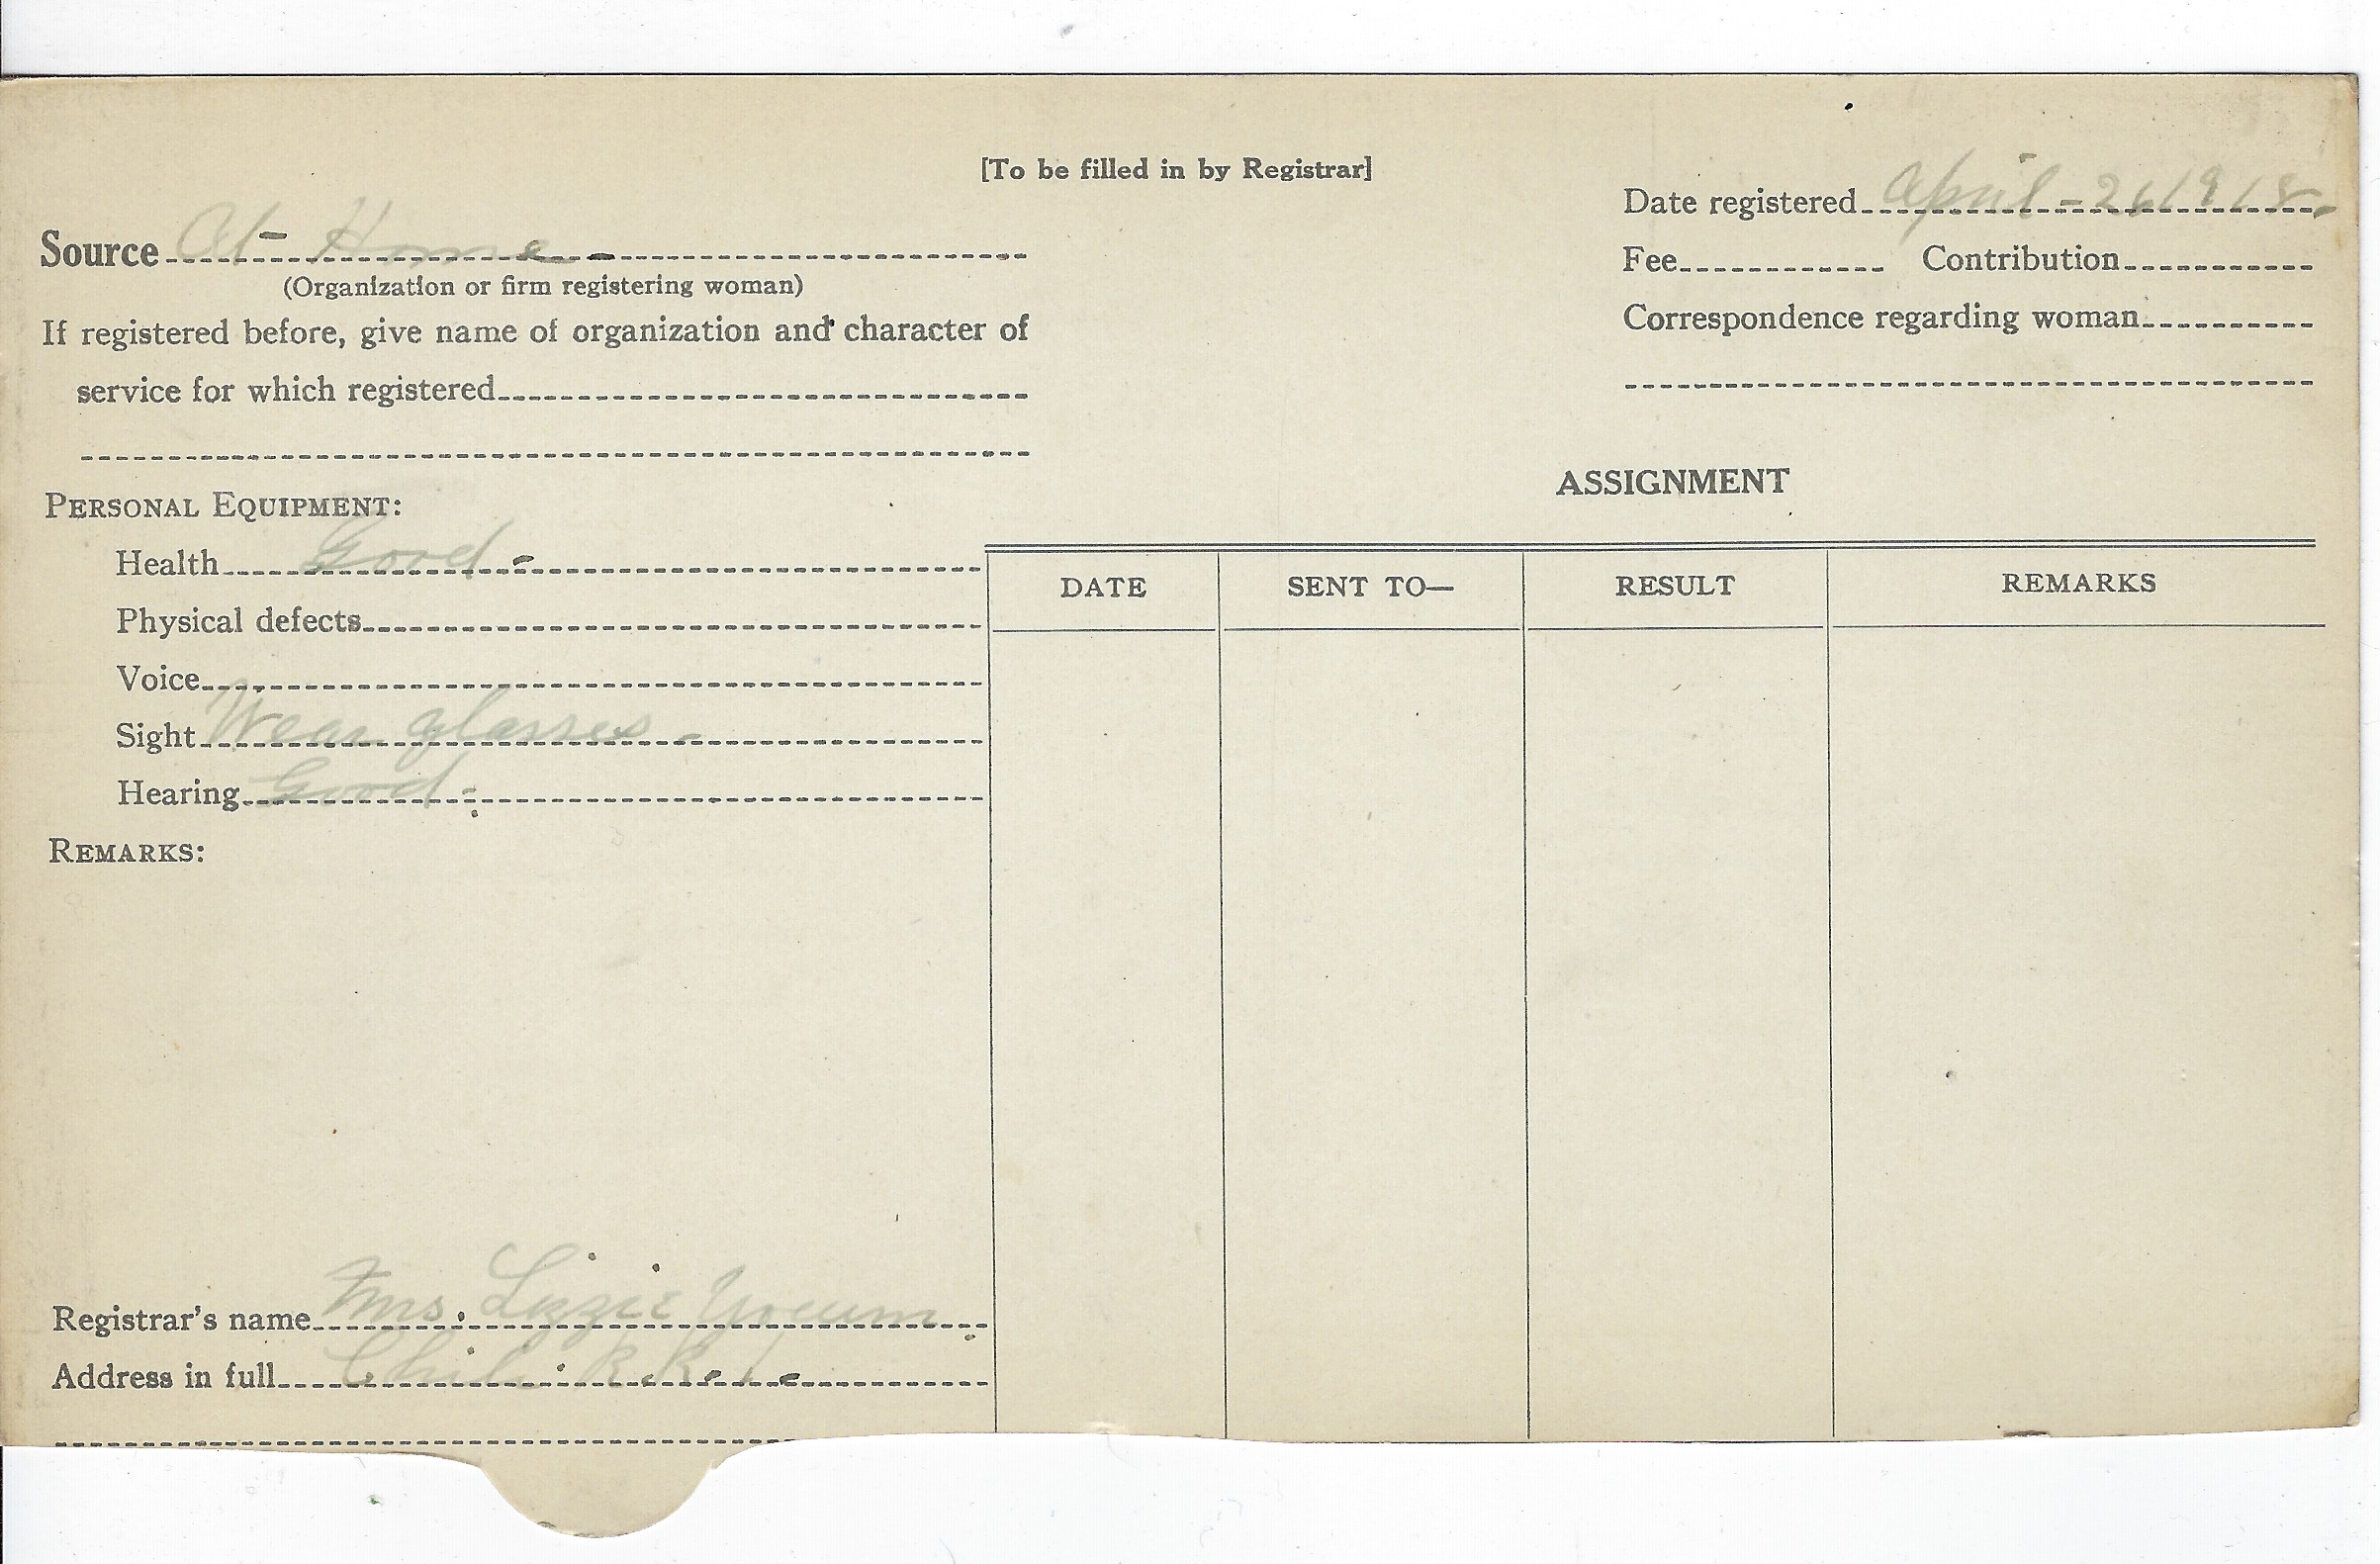 [To be filled in by Registrar]
Date registered April - 26 1918.
Source At Home -
Fee Contribution
(Organization or firm registering woman)
If registered before, give name of organization and character of
Correspondence regarding woman
service for which registered
ASSIGNMENT
PERSONAL EQUIPMENT:
Health Good -
DATE SENT TO— RESULT REMARKS
Physical defects
Voice
Sight Wear glasses -
Hearing Good -
REMARKS:
Registrar's name Mrs. Lizzie Yocum
Address in full Chili R.R. 1.